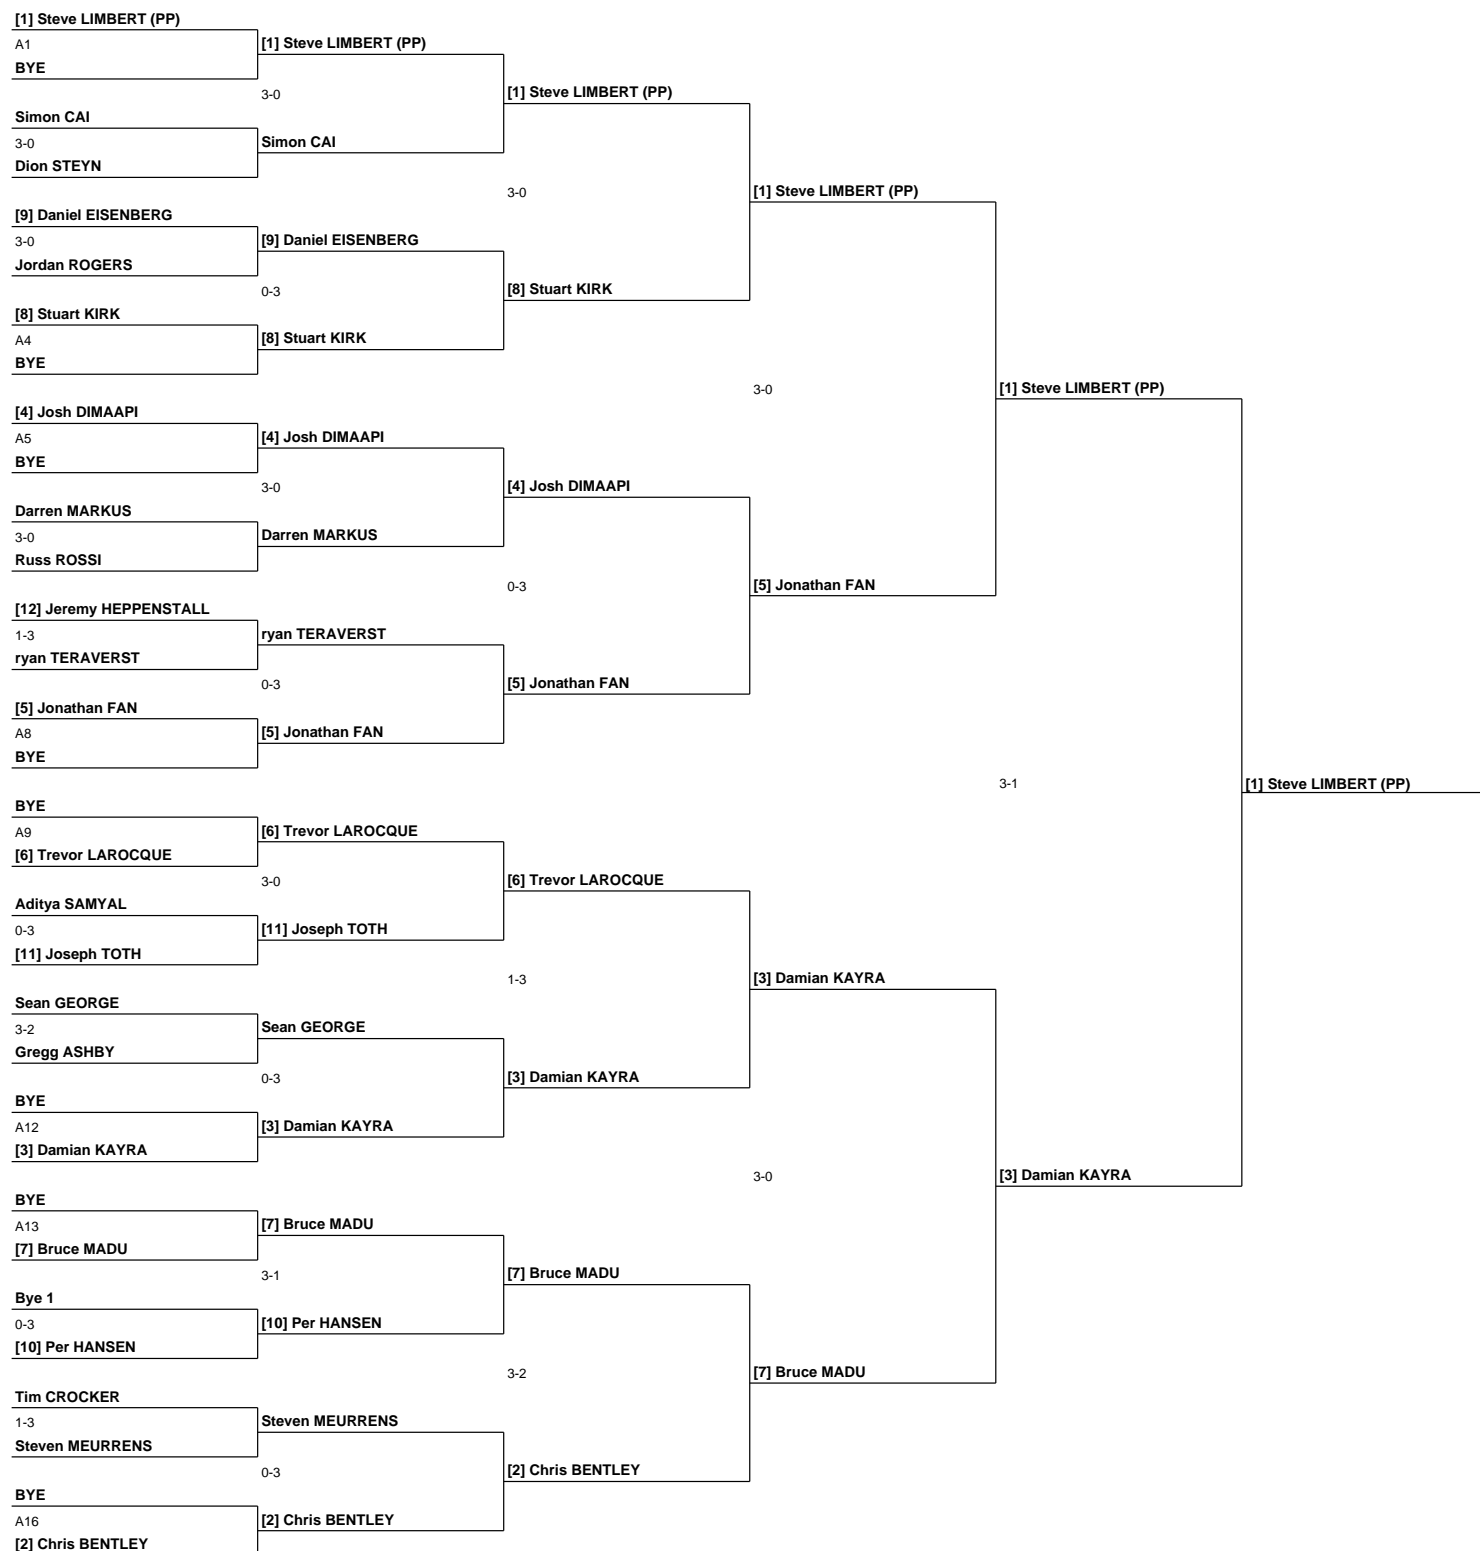 [1] Steve LIMBERT (PP)
A1
BYE
Simon CAI
3-0
Dion STEYN
[9] Daniel EISENBERG
3-0
Jordan ROGERS
[8] Stuart KIRK
A4
BYE
[4] Josh DIMAAPI
A5
BYE
Darren MARKUS
3-0
Russ ROSSI
[12] Jeremy HEPPENSTALL
1-3
ryan TERAVERST
[5] Jonathan FAN
A8
BYE
BYE
A9
[6] Trevor LAROCQUE
Aditya SAMYAL
0-3
[11] Joseph TOTH
Sean GEORGE
3-2
Gregg ASHBY
BYE
A12
[3] Damian KAYRA
BYE
A13
[7] Bruce MADU
Bye 1
0-3
[10] Per HANSEN
Tim CROCKER
1-3
Steven MEURRENS
BYE
A16
[2] Chris BENTLEY
[1] Steve LIMBERT (PP)
3-0
Simon CAI
[9] Daniel EISENBERG
0-3
[8] Stuart KIRK
[4] Josh DIMAAPI
3-0
Darren MARKUS
ryan TERAVERST
0-3
[5] Jonathan FAN
[6] Trevor LAROCQUE
3-0
[11] Joseph TOTH
Sean GEORGE
0-3
[3] Damian KAYRA
[7] Bruce MADU
3-1
[10] Per HANSEN
Steven MEURRENS
0-3
[2] Chris BENTLEY
[1] Steve LIMBERT (PP)
3-0
[8] Stuart KIRK
[4] Josh DIMAAPI
0-3
[5] Jonathan FAN
[6] Trevor LAROCQUE
1-3
[3] Damian KAYRA
[7] Bruce MADU
3-2
[2] Chris BENTLEY
[1] Steve LIMBERT (PP)
3-0
[5] Jonathan FAN
[3] Damian KAYRA
3-0
[7] Bruce MADU
[1] Steve LIMBERT (PP)
3-1
[3] Damian KAYRA
[1] Steve LIMBERT (PP)